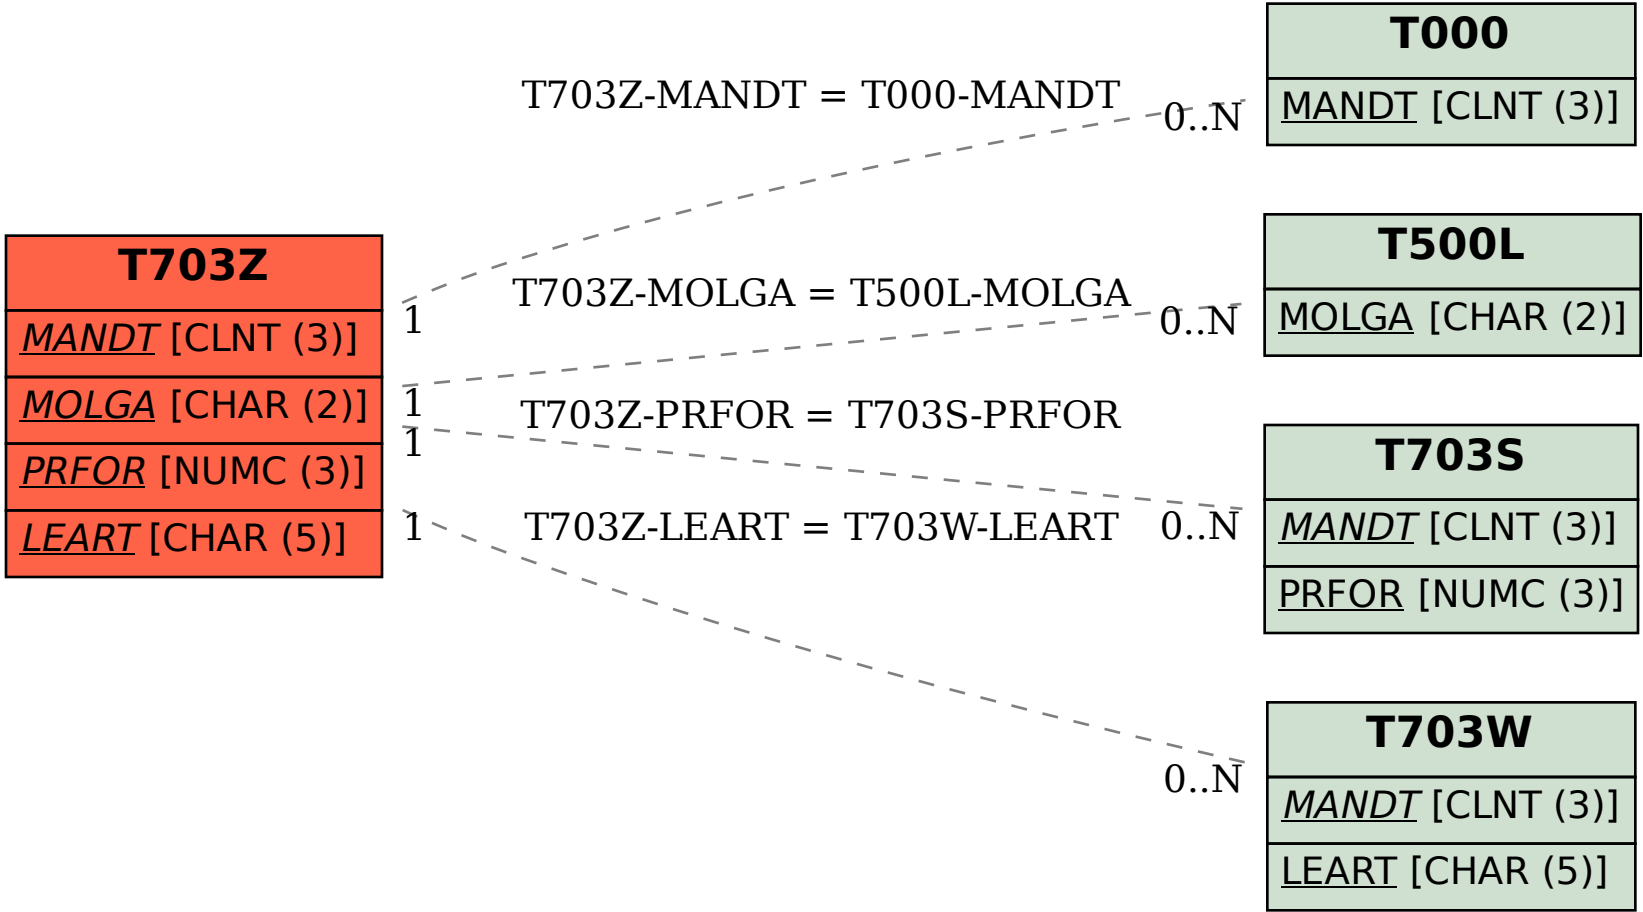 T703Z
MANDT [CLNT (3)]
MOLGA [CHAR (2)]
PRFOR [NUMC (3)]
LEART [CHAR (5)]
T703Z-MANDT = T000-MANDT
0..N
1
T703Z-MOLGA = T500L-MOLGA
0..N
1
T703Z-PRFOR = T703S-PRFOR
1
0..N
T703Z-LEART = T703W-LEART
1
0..N
T000
MANDT [CLNT (3)]
T500L
MOLGA [CHAR (2)]
T703S
MANDT [CLNT (3)]
PRFOR [NUMC (3)]
T703W
MANDT [CLNT (3)]
LEART [CHAR (5)]